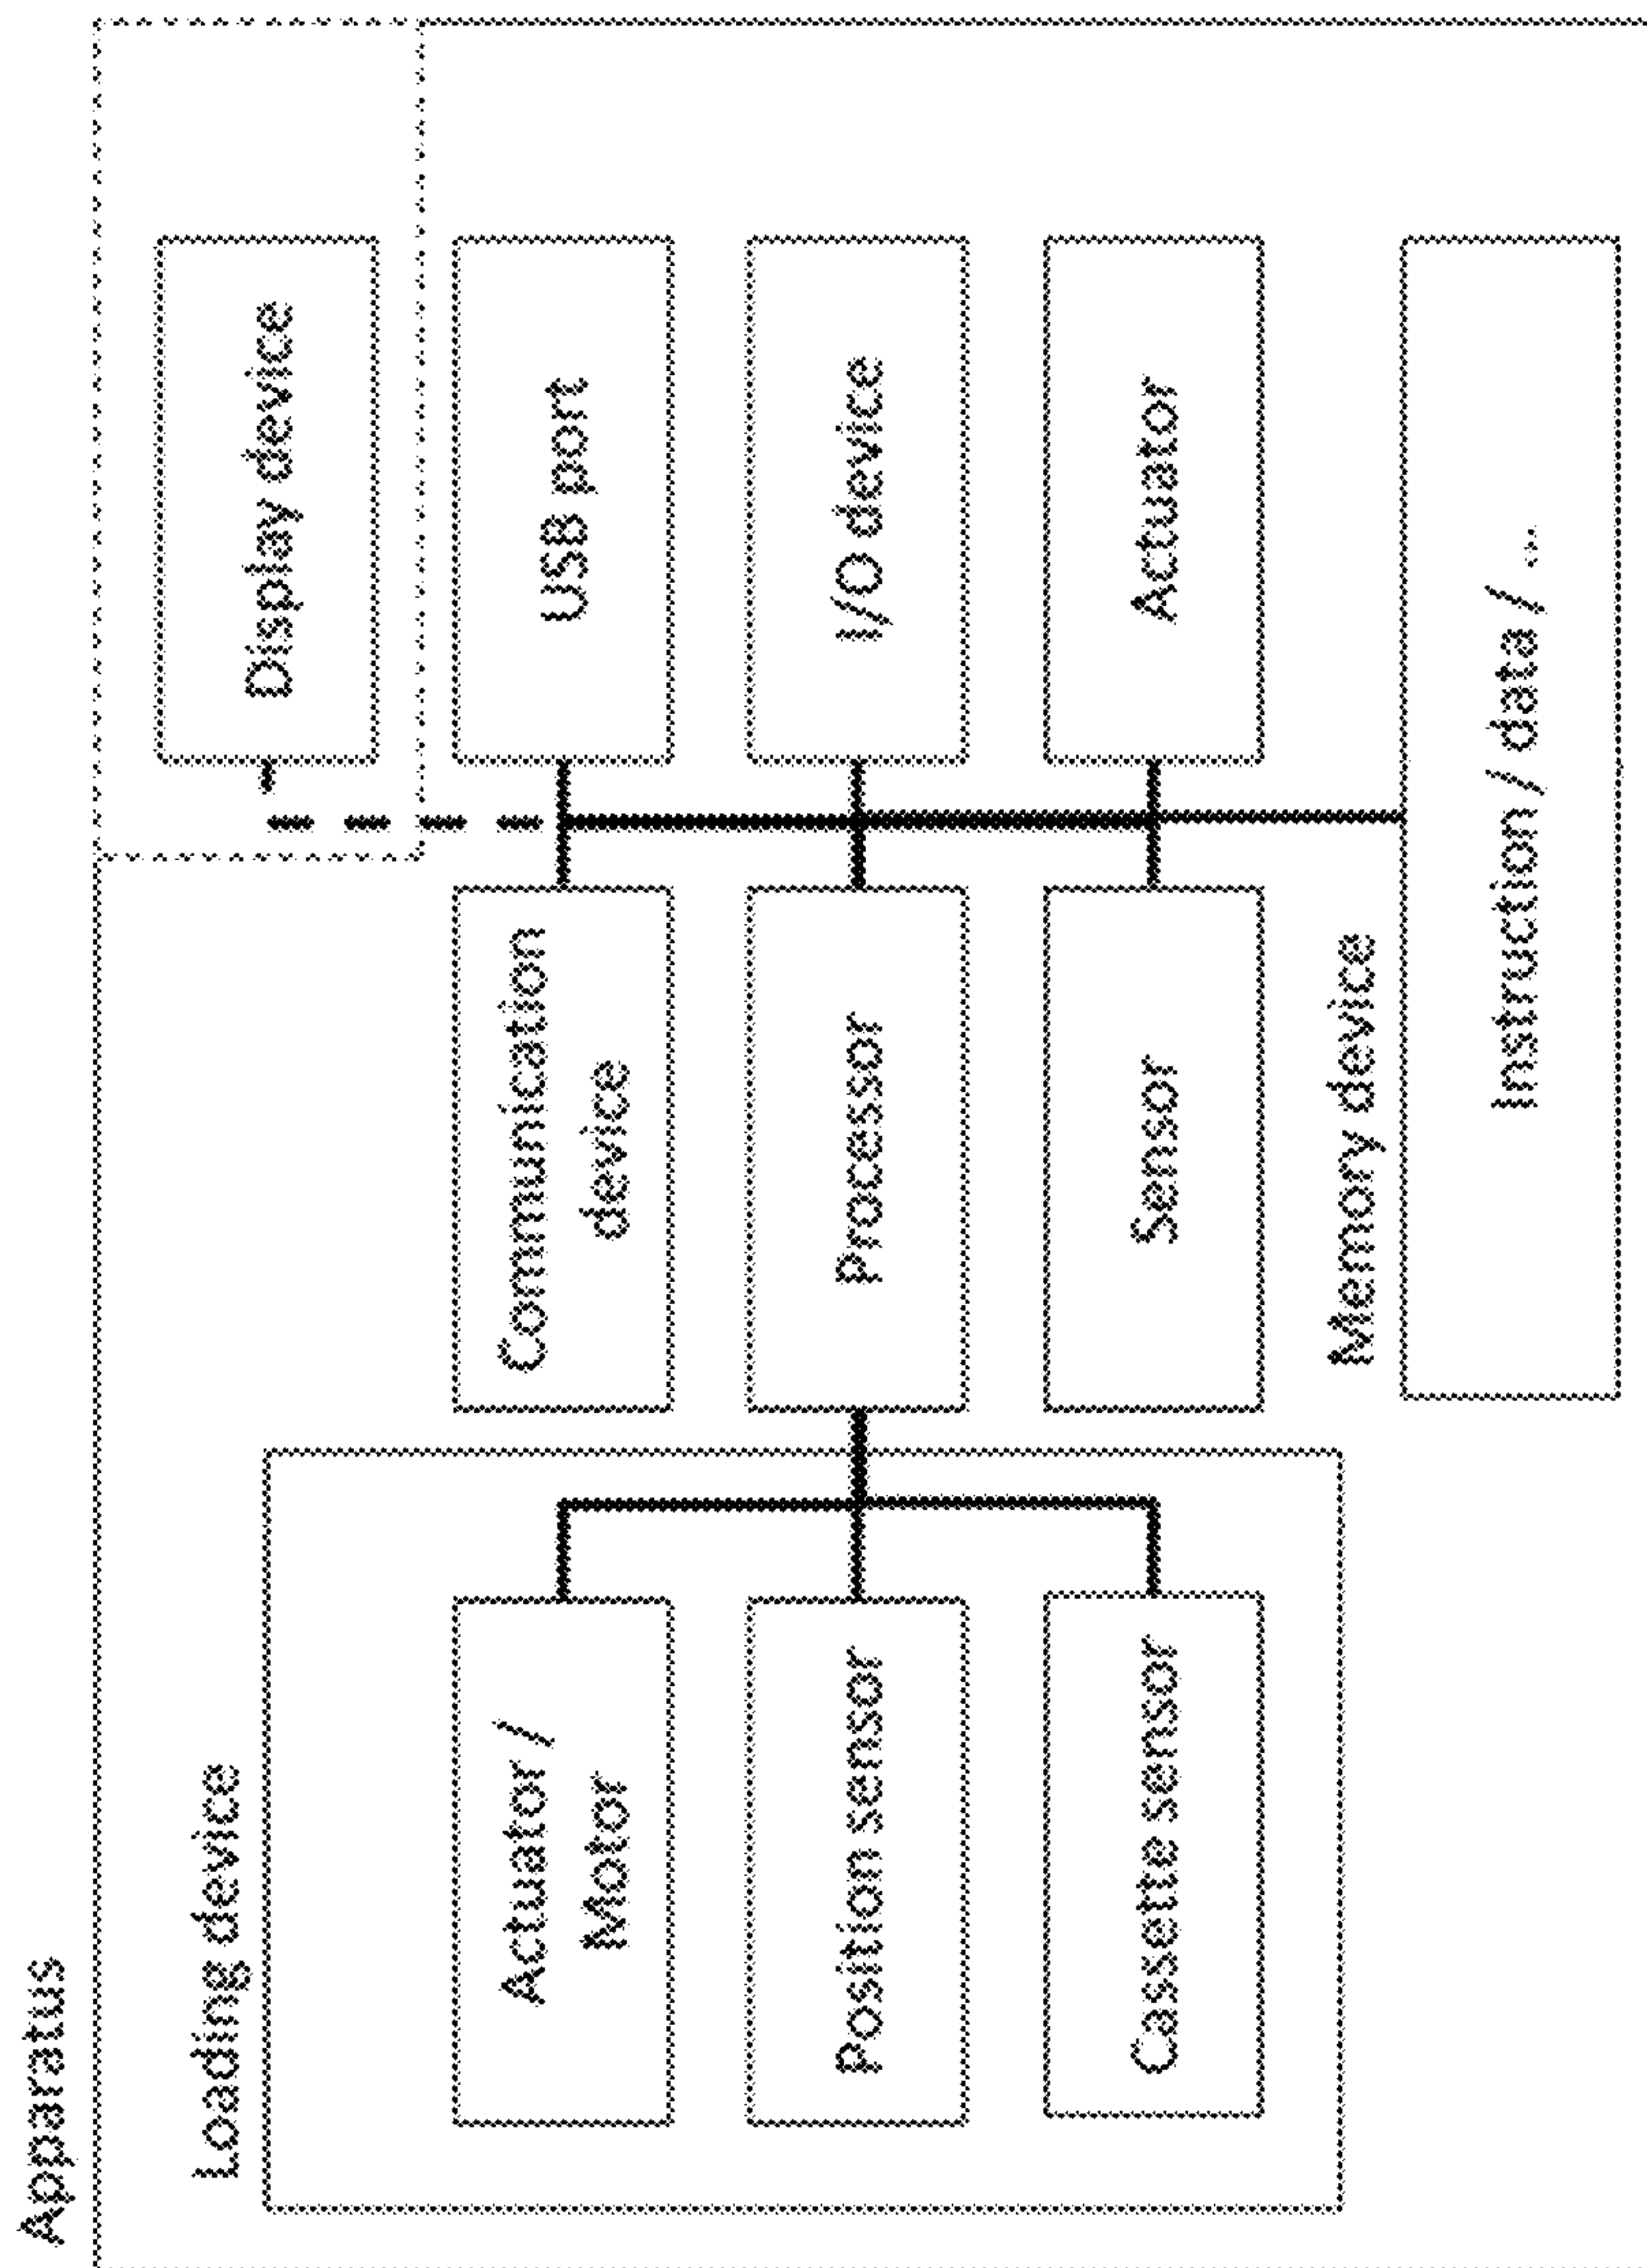 Apparatus
Loading device
Actuator /
Motor
Position sensor
Cassette sensor
Communication
device
Processor
Sensor
Memory device
Display device
USB port
I/O device
Actuator
Instruction / data / ...